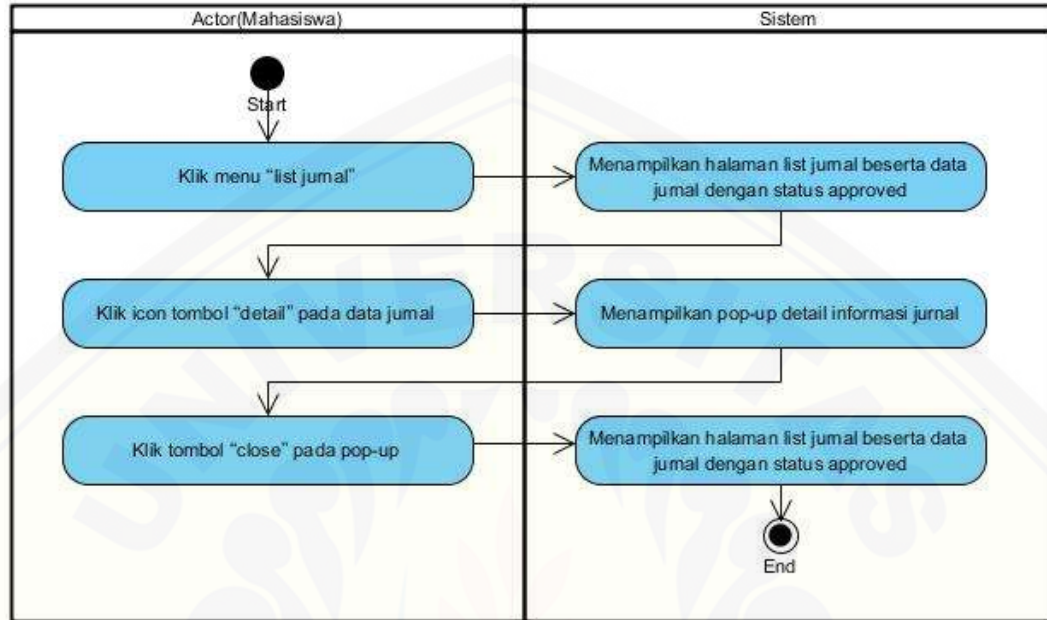 Actor(Mahasiswa)
Sistem
Start
Klik menu “list jurnal”
Menampilkan halaman list jurnal beserta data
jurnal dengan status approved
Klik icon tombol “detail” pada data jurnal
Menampilkan pop-up detail informasi jurnal
Klik tombol “close” pada pop-up
Menampilkan halaman list jurnal beserta data
jurnal dengan status approved
End
UNIVERSITAS